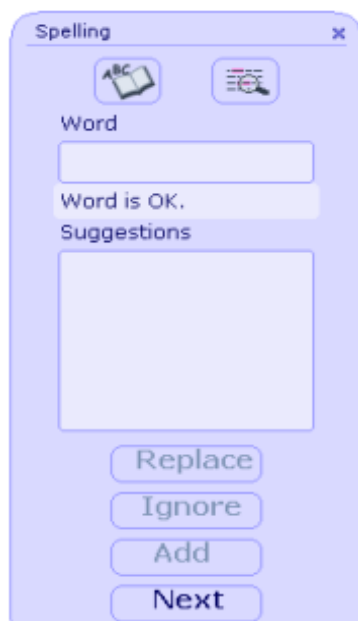 Spelling
ABC
Word
Word is OK.
Suggestions
Replace
Ignore
Add
Next